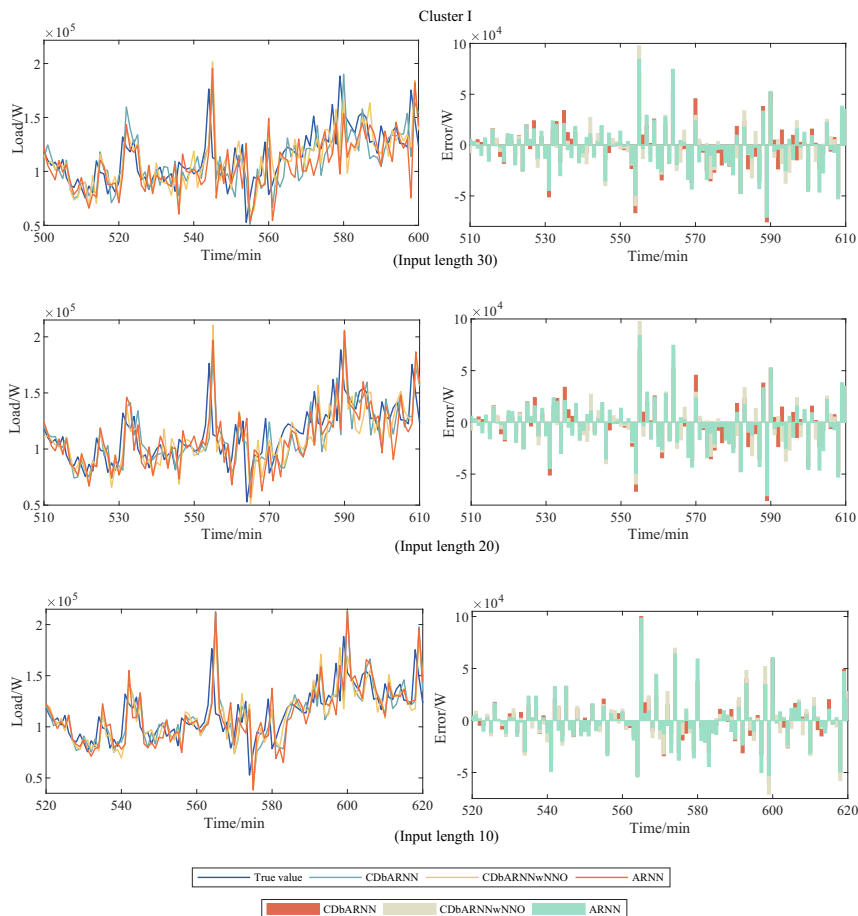 Cluster I
×10^5
2
1.5
1
0.5
Load/W
500 520 540 560 580 600
Time/min
×10^4
10
5
0
-5
Error/W
510 530 550 570 590 610
Time/min
(Input length 30)
×10^5
2
1.5
1
0.5
Load/W
510 530 550 570 590 610
Time/min
×10^4
10
5
0
-5
Error/W
510 530 550 570 590 610
Time/min
(Input length 20)
×10^5
2
1.5
1
0.5
Load/W
520 540 560 580 600 620
Time/min
×10^4
10
5
0
-5
Error/W
520 540 560 580 600 620
Time/min
(Input length 10)
True value CDbARNN CDbARNNwNNO ARNN
CDbARNN CDbARNNwNNO ARNN